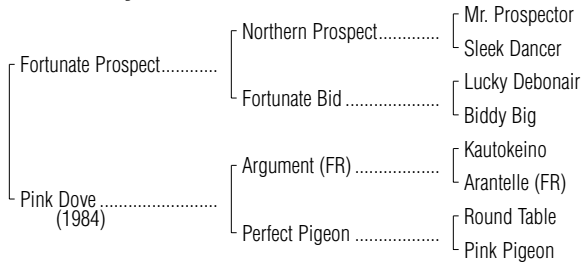 Mr. Prospector
Northern Prospect.............
Sleek Dancer
Fortunate Prospect............
Lucky Debonair
Fortunate Bid ....................
Biddy Big
Kautokeino
Argument (FR) ..................
Arantelle (FR)
Pink Dove .........................
(1984)
Round Table
Perfect Pigeon ...................
Pink Pigeon